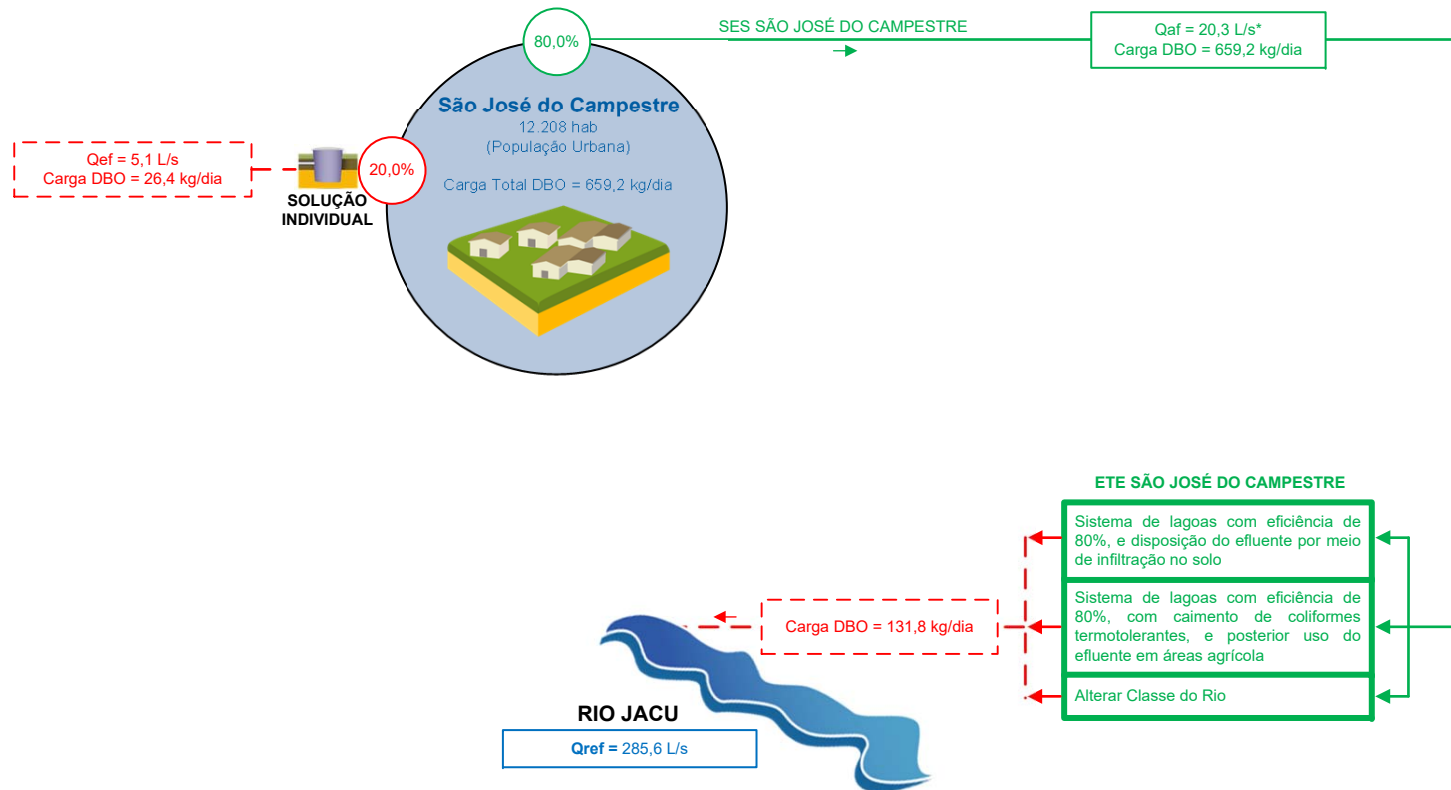 80,0%
SES SÃO JOSÉ DO CAMPESTRE
Qaf = 20,3 L/s*
Carga DBO = 659,2 kg/dia
São José do Campestre
12.208 hab
(População Urbana)
Carga Total DBO = 659,2 kg/dia
Qef = 5,1 L/s
Carga DBO = 26,4 kg/dia
20,0%
SOLUÇÃO
INDIVIDUAL
ETE SÃO JOSÉ DO CAMPESTRE
Sistema de lagoas com eficiência de
80%, e disposição do efluente por meio
de infiltração no solo
Sistema de lagoas com eficiência de
80%, com caimento de coliformes
termotolerantes, e posterior uso do
efluente em áreas agrícola
Alterar Classe do Rio
Carga DBO = 131,8 kg/dia
RIO JACU
Qref = 285,6 L/s